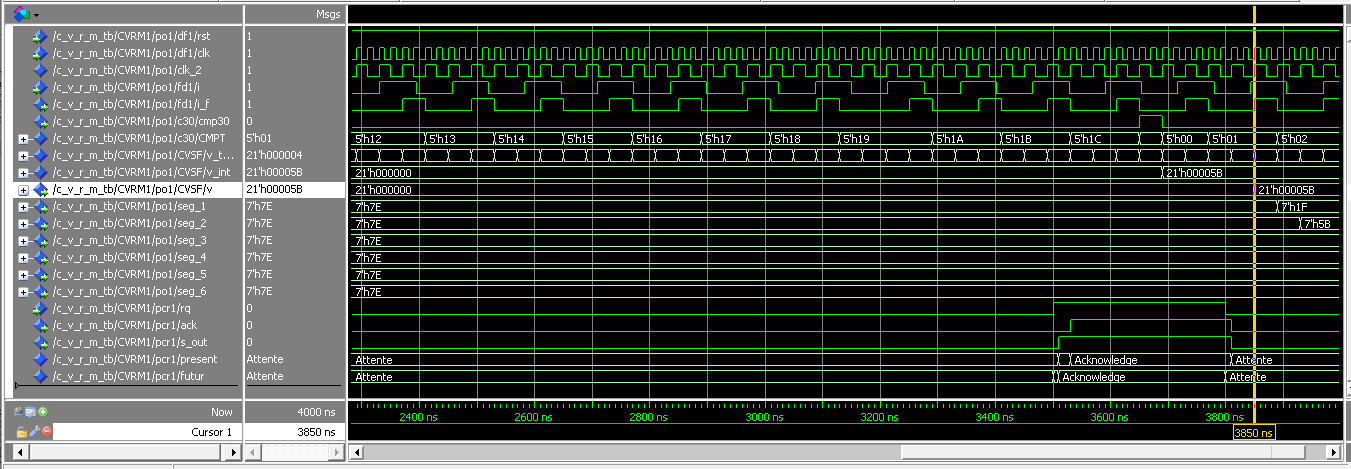 Msgs
/c_v_r_m_tb/CVRM1/po1/df1/rst 1
/c_v_r_m_tb/CVRM1/po1/df1/clk 1
/c_v_r_m_tb/CVRM1/po1/clk_2 1
/c_v_r_m_tb/CVRM1/po1/fd1/i 1
/c_v_r_m_tb/CVRM1/po1/fd1/i_f 1
/c_v_r_m_tb/CVRM1/po1/c30/cmp30 0
/c_v_r_m_tb/CVRM1/po1/c30/CMPT 5'h01 5'h12 5'h13 5'h14 5'h15 5'h16 5'h17 5'h18 5'h19 5'h1A 5'h1B 5'h1C 5'h00 5'h01 5'h02
/c_v_r_m_tb/CVRM1/po1/CVSF/v_t... 21'h000004
/c_v_r_m_tb/CVRM1/po1/CVSF/v_int 21'h00005B 21'h000000 21'h00005B
/c_v_r_m_tb/CVRM1/po1/CVSF/v 21'h00005B 21'h000000 21'h00005B
/c_v_r_m_tb/CVRM1/po1/seg_1 7'h7E 7'h7E 7'h1F
/c_v_r_m_tb/CVRM1/po1/seg_2 7'h7E 7'h7E 7'h5B
/c_v_r_m_tb/CVRM1/po1/seg_3 7'h7E 7'h7E
/c_v_r_m_tb/CVRM1/po1/seg_4 7'h7E 7'h7E
/c_v_r_m_tb/CVRM1/po1/seg_5 7'h7E 7'h7E
/c_v_r_m_tb/CVRM1/po1/seg_6 7'h7E 7'h7E
/c_v_r_m_tb/CVRM1/pcr1/rq 0
/c_v_r_m_tb/CVRM1/pcr1/ack 0
/c_v_r_m_tb/CVRM1/pcr1/s_out 0
/c_v_r_m_tb/CVRM1/pcr1/present Attente Attente Acknowledge Attente
/c_v_r_m_tb/CVRM1/pcr1/futur Attente Attente Acknowledge Attente
Now 4000 ns 2400 ns 2600 ns 2800 ns 3000 ns 3200 ns 3400 ns 3600 ns 3800 ns
Cursor 1 3850 ns 3850 ns